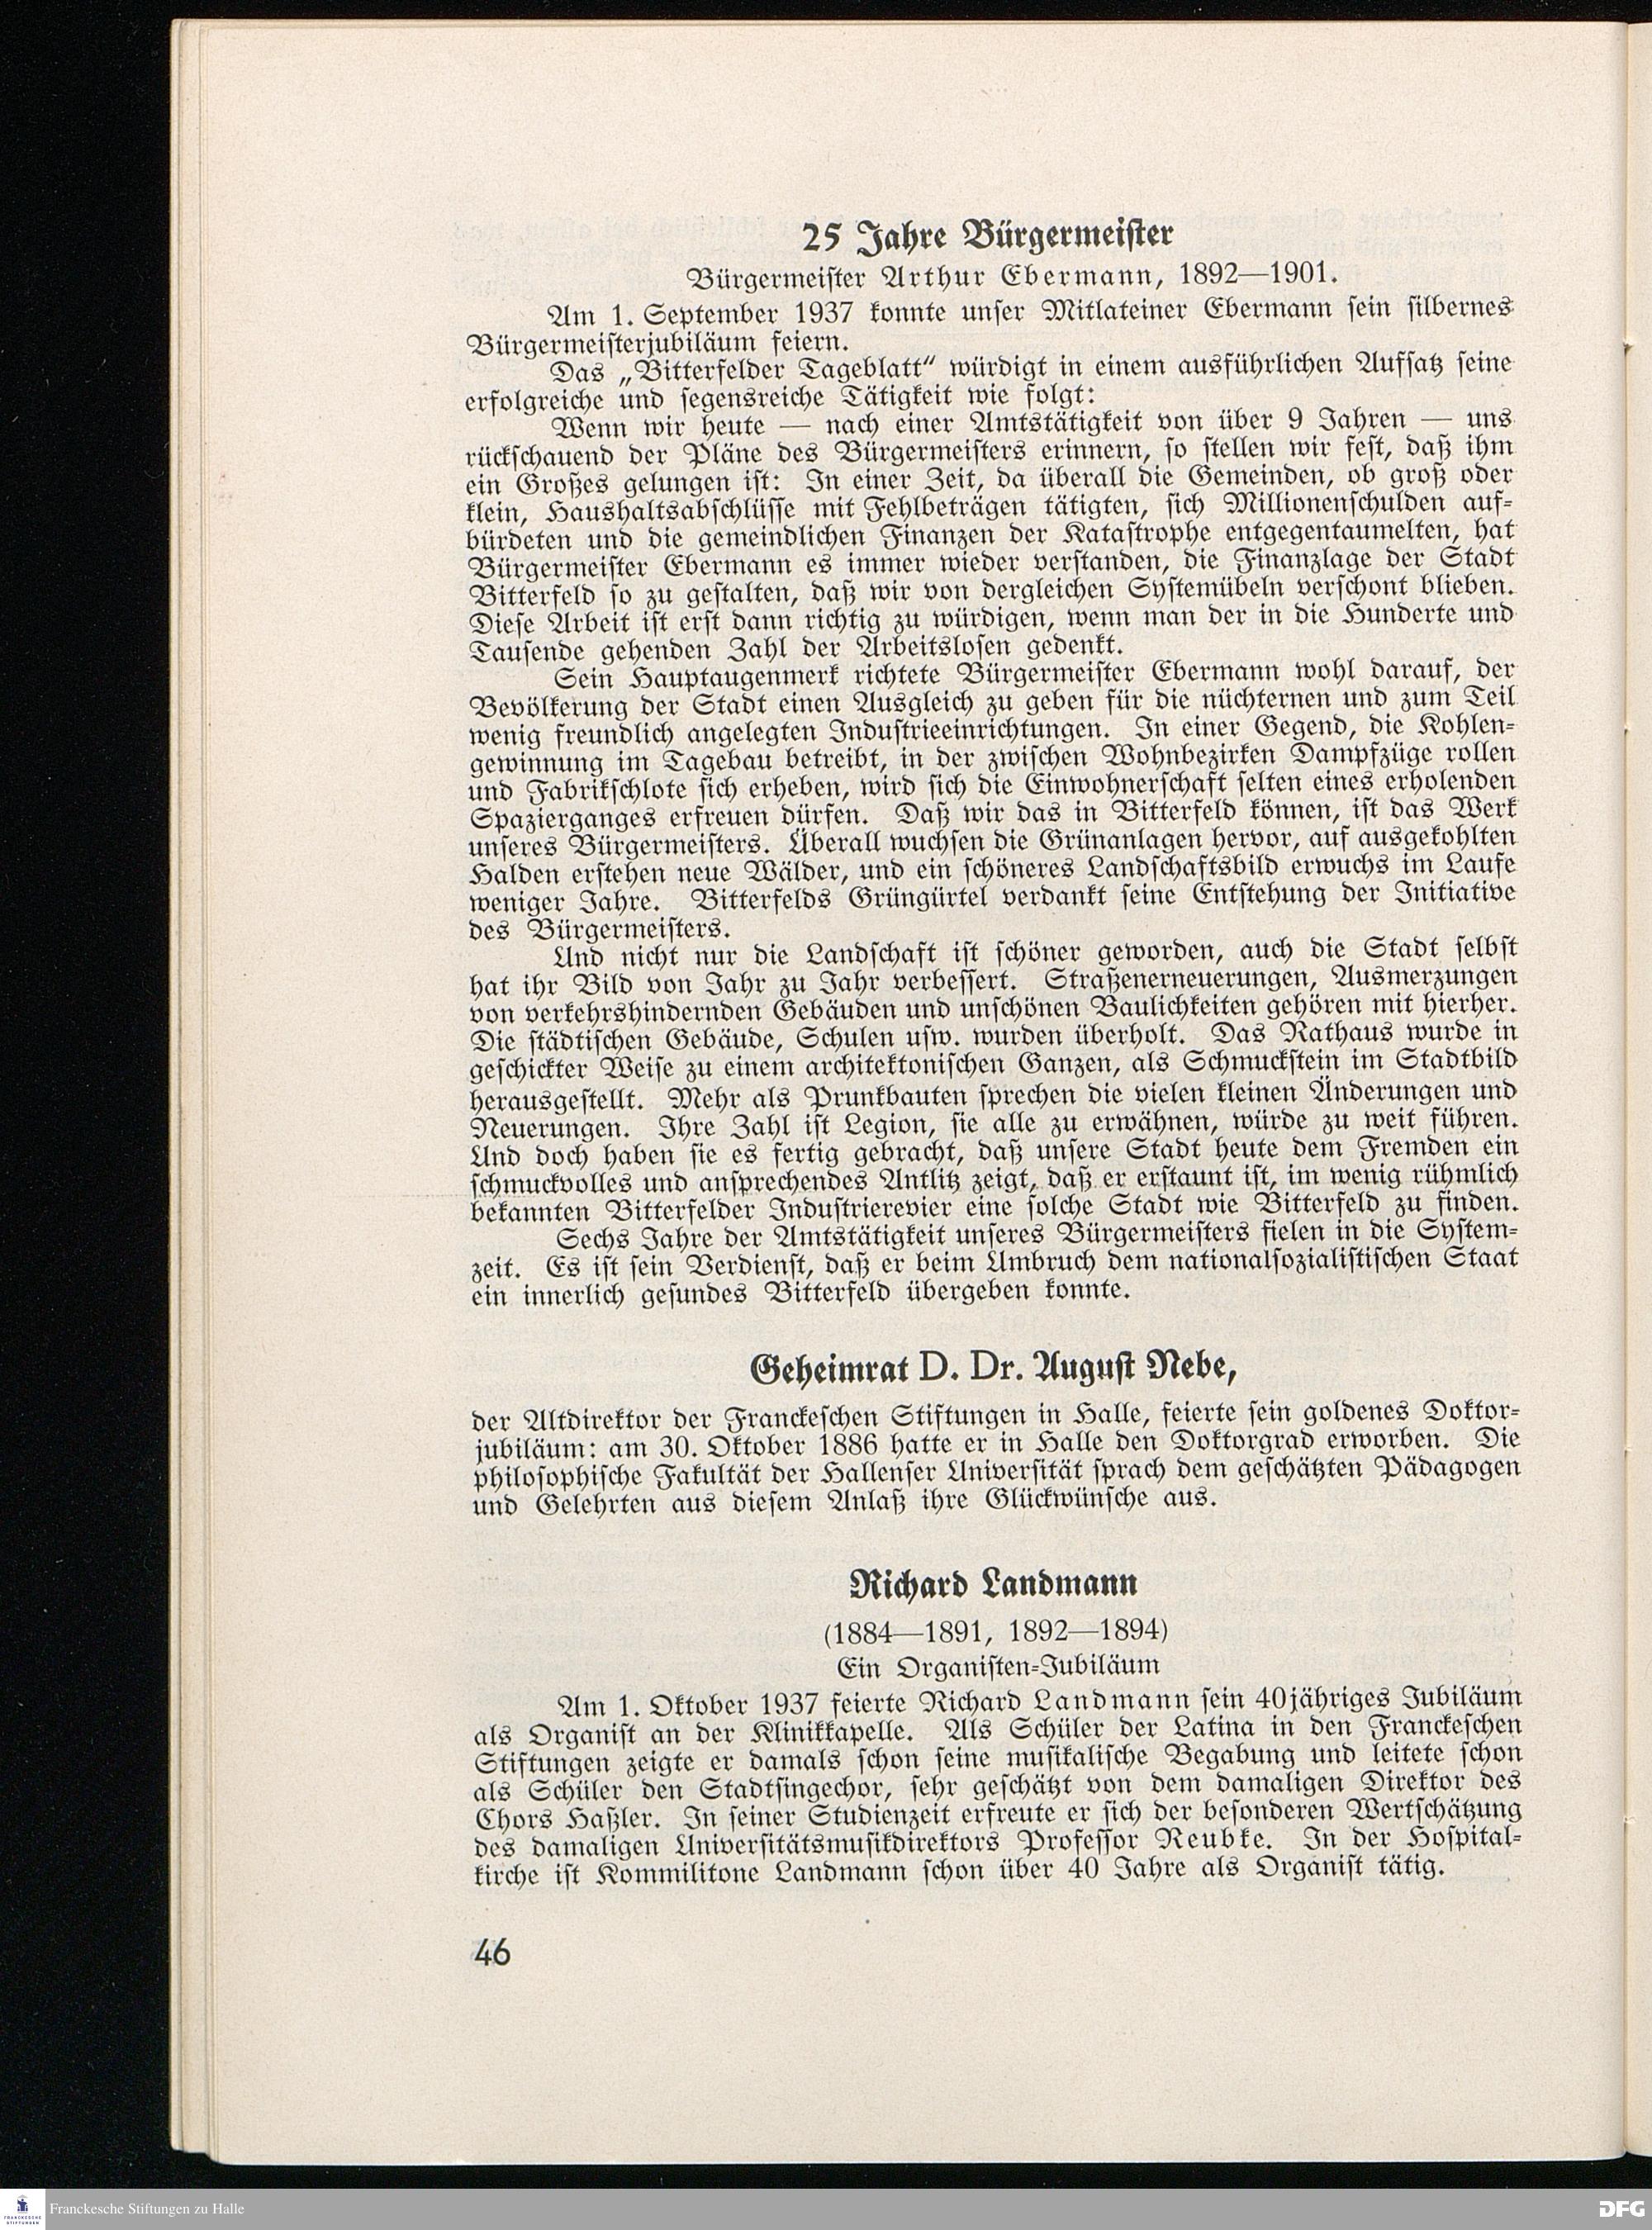 25 Jahre Bürgermeister
Bürgermeister Arthur Ebermann, 1892—1901.
Am 1. September 1937 konnte unser Mitlateiner Ebermann sein silbernes
Bürgermeisterjubiläum feiern.
Das „Bitterfelder Tageblatt“ würdigt in einem ausführlichen Aufsatz seine
erfolgreiche und segensreiche Tätigkeit wie folgt:
Wenn wir heute — nach einer Amtstätigkeit von über 9 Jahren — uns
rückschauend der Pläne des Bürgermeisters erinnern, so stellen wir fest, daß ihm
ein Großes gelungen ist: In einer Zeit, da überall die Gemeinden, ob groß oder
klein, Haushaltsabschlüsse mit Fehlbeträgen tätigten, sich Millionenschulden auf-
bürdeten und die gemeindlichen Finanzen der Katastrophe entgegentaumelten, hat
Bürgermeister Ebermann es immer wieder verstanden, die Finanzlage der Stadt
Bitterfeld so zu gestalten, daß wir von dergleichen Systemübeln verschont blieben.
Diese Arbeit ist erst dann richtig zu würdigen, wenn man der in die Hunderte und
Tausende gehenden Zahl der Arbeitslosen gedenkt.
Sein Hauptaugenmerk richtete Bürgermeister Ebermann wohl darauf, der
Bevölkerung der Stadt einen Ausgleich zu geben für die nüchternen und zum Teil
wenig freundlich angelegten Industrieeinrichtungen. In einer Gegend, die Kohlen-
gewinnung im Tagebau betreibt, in der zwischen Wohnbezirken Dampfzüge rollen
und Fabrikschlote sich erheben, wird sich die Einwohnerschaft selten eines erholenden
Spazierganges erfreuen dürfen. Daß wir das in Bitterfeld können, ist das Werk
unseres Bürgermeisters. Überall wuchsen die Grünanlagen hervor, auf ausgekohlten
Halden erstehen neue Wälder, und ein schöneres Landschaftsbild erwuchs im Laufe
weniger Jahre. Bitterfelds Grüngürtel verdankt seine Entstehung der Initiative
des Bürgermeisters.
Und nicht nur die Landschaft ist schöner geworden, auch die Stadt selbst
hat ihr Bild von Jahr zu Jahr verbessert. Straßenerneuerungen, Ausmerzungen
von verkehrshindernden Gebäuden und unschönen Baulichkeiten gehören mit hierher.
Die städtischen Gebäude, Schulen usw. wurden überholt. Das Rathaus wurde in
geschickter Weise zu einem architektonischen Ganzen, als Schmuckstein im Stadtbild
herausgestellt. Mehr als Prunkbauten sprechen die vielen kleinen Änderungen und
Neuerungen. Ihre Zahl ist Legion, sie alle zu erwähnen, würde zu weit führen.
Und doch haben sie es fertig gebracht, daß unsere Stadt heute dem Fremden ein
schmuckvolles und ansprechendes Antlitz zeigt, daß er erstaunt ist, im wenig rühmlich
bekannten Bitterfelder Industrierevier eine solche Stadt wie Bitterfeld zu finden.
Sechs Jahre der Amtstätigkeit unseres Bürgermeisters fielen in die System-
zeit. Es ist sein Verdienst, daß er beim Umbruch dem nationalsozialistischen Staat
ein innerlich gesundes Bitterfeld übergeben konnte.
Geheimrat D. Dr. August Nebe,
der Altdirektor der Franckeschen Stiftungen in Halle, feierte sein goldenes Doktor-
jubiläum: am 30. Oktober 1886 hatte er in Halle den Doktorgrad erworben. Die
philosophische Fakultät der Hallenser Universität sprach dem geschätzten Pädagogen
und Gelehrten aus diesem Anlaß ihre Glückwünsche aus.
Richard Landmann
(1884—1891, 1892—1894)
Ein Organisten-Jubiläum
Am 1. Oktober 1937 feierte Richard Landmann sein 40jähriges Jubiläum
als Organist an der Klinikkapelle. Als Schüler der Latina in den Franckeschen
Stiftungen zeigte er damals schon seine musikalische Begabung und leitete schon
als Schüler den Stadtsingechor, sehr geschätzt von dem damaligen Direktor des
Chors Haßler. In seiner Studienzeit erfreute er sich der besonderen Wertschätzung
des damaligen Universitätsmusikdirektors Professor Reubke. In der Hospital-
kirche ist Kommilitone Landmann schon über 40 Jahre als Organist tätig.
46
FRANCKESCHE STIFTUNGEN
Franckesche Stiftungen zu Halle
DFG